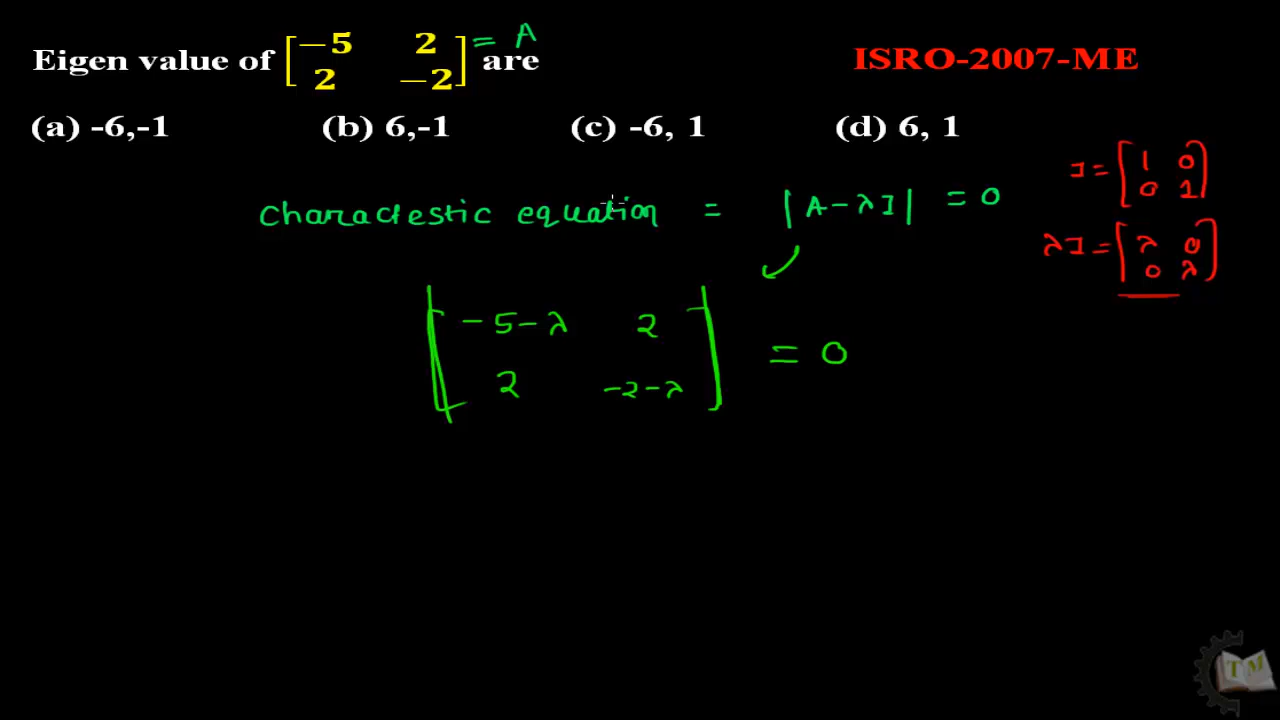 Eigen value of [−5 2 = A
2 −2] are
ISRO-2007-ME
(a) -6,-1 (b) 6,-1 (c) -6, 1 (d) 6, 1
I = [1 0
0 1]
charactestic equation = |A - λI| = 0
λI = [λ 0
0 λ]
-5-λ 2
= 0
2 -2-λ
TM